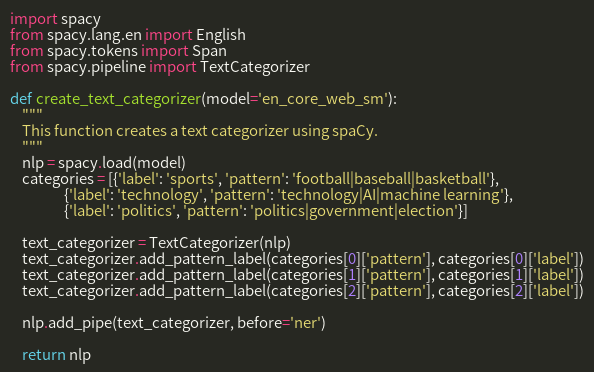 import spacy
from spacy.lang.en import English
from spacy.tokens import Span
from spacy.pipeline import TextCategorizer

def create_text_categorizer(model='en_core_web_sm'):
    """
    This function creates a text categorizer using spaCy.
    """
    nlp = spacy.load(model)
    categories = [{'label': 'sports', 'pattern': 'football|baseball|basketball'},
                  {'label': 'technology', 'pattern': 'technology|AI|machine learning'},
                  {'label': 'politics', 'pattern': 'politics|government|election'}]

    text_categorizer = TextCategorizer(nlp)
    text_categorizer.add_pattern_label(categories[0]['pattern'], categories[0]['label'])
    text_categorizer.add_pattern_label(categories[1]['pattern'], categories[1]['label'])
    text_categorizer.add_pattern_label(categories[2]['pattern'], categories[2]['label'])

    nlp.add_pipe(text_categorizer, before='ner')

    return nlp